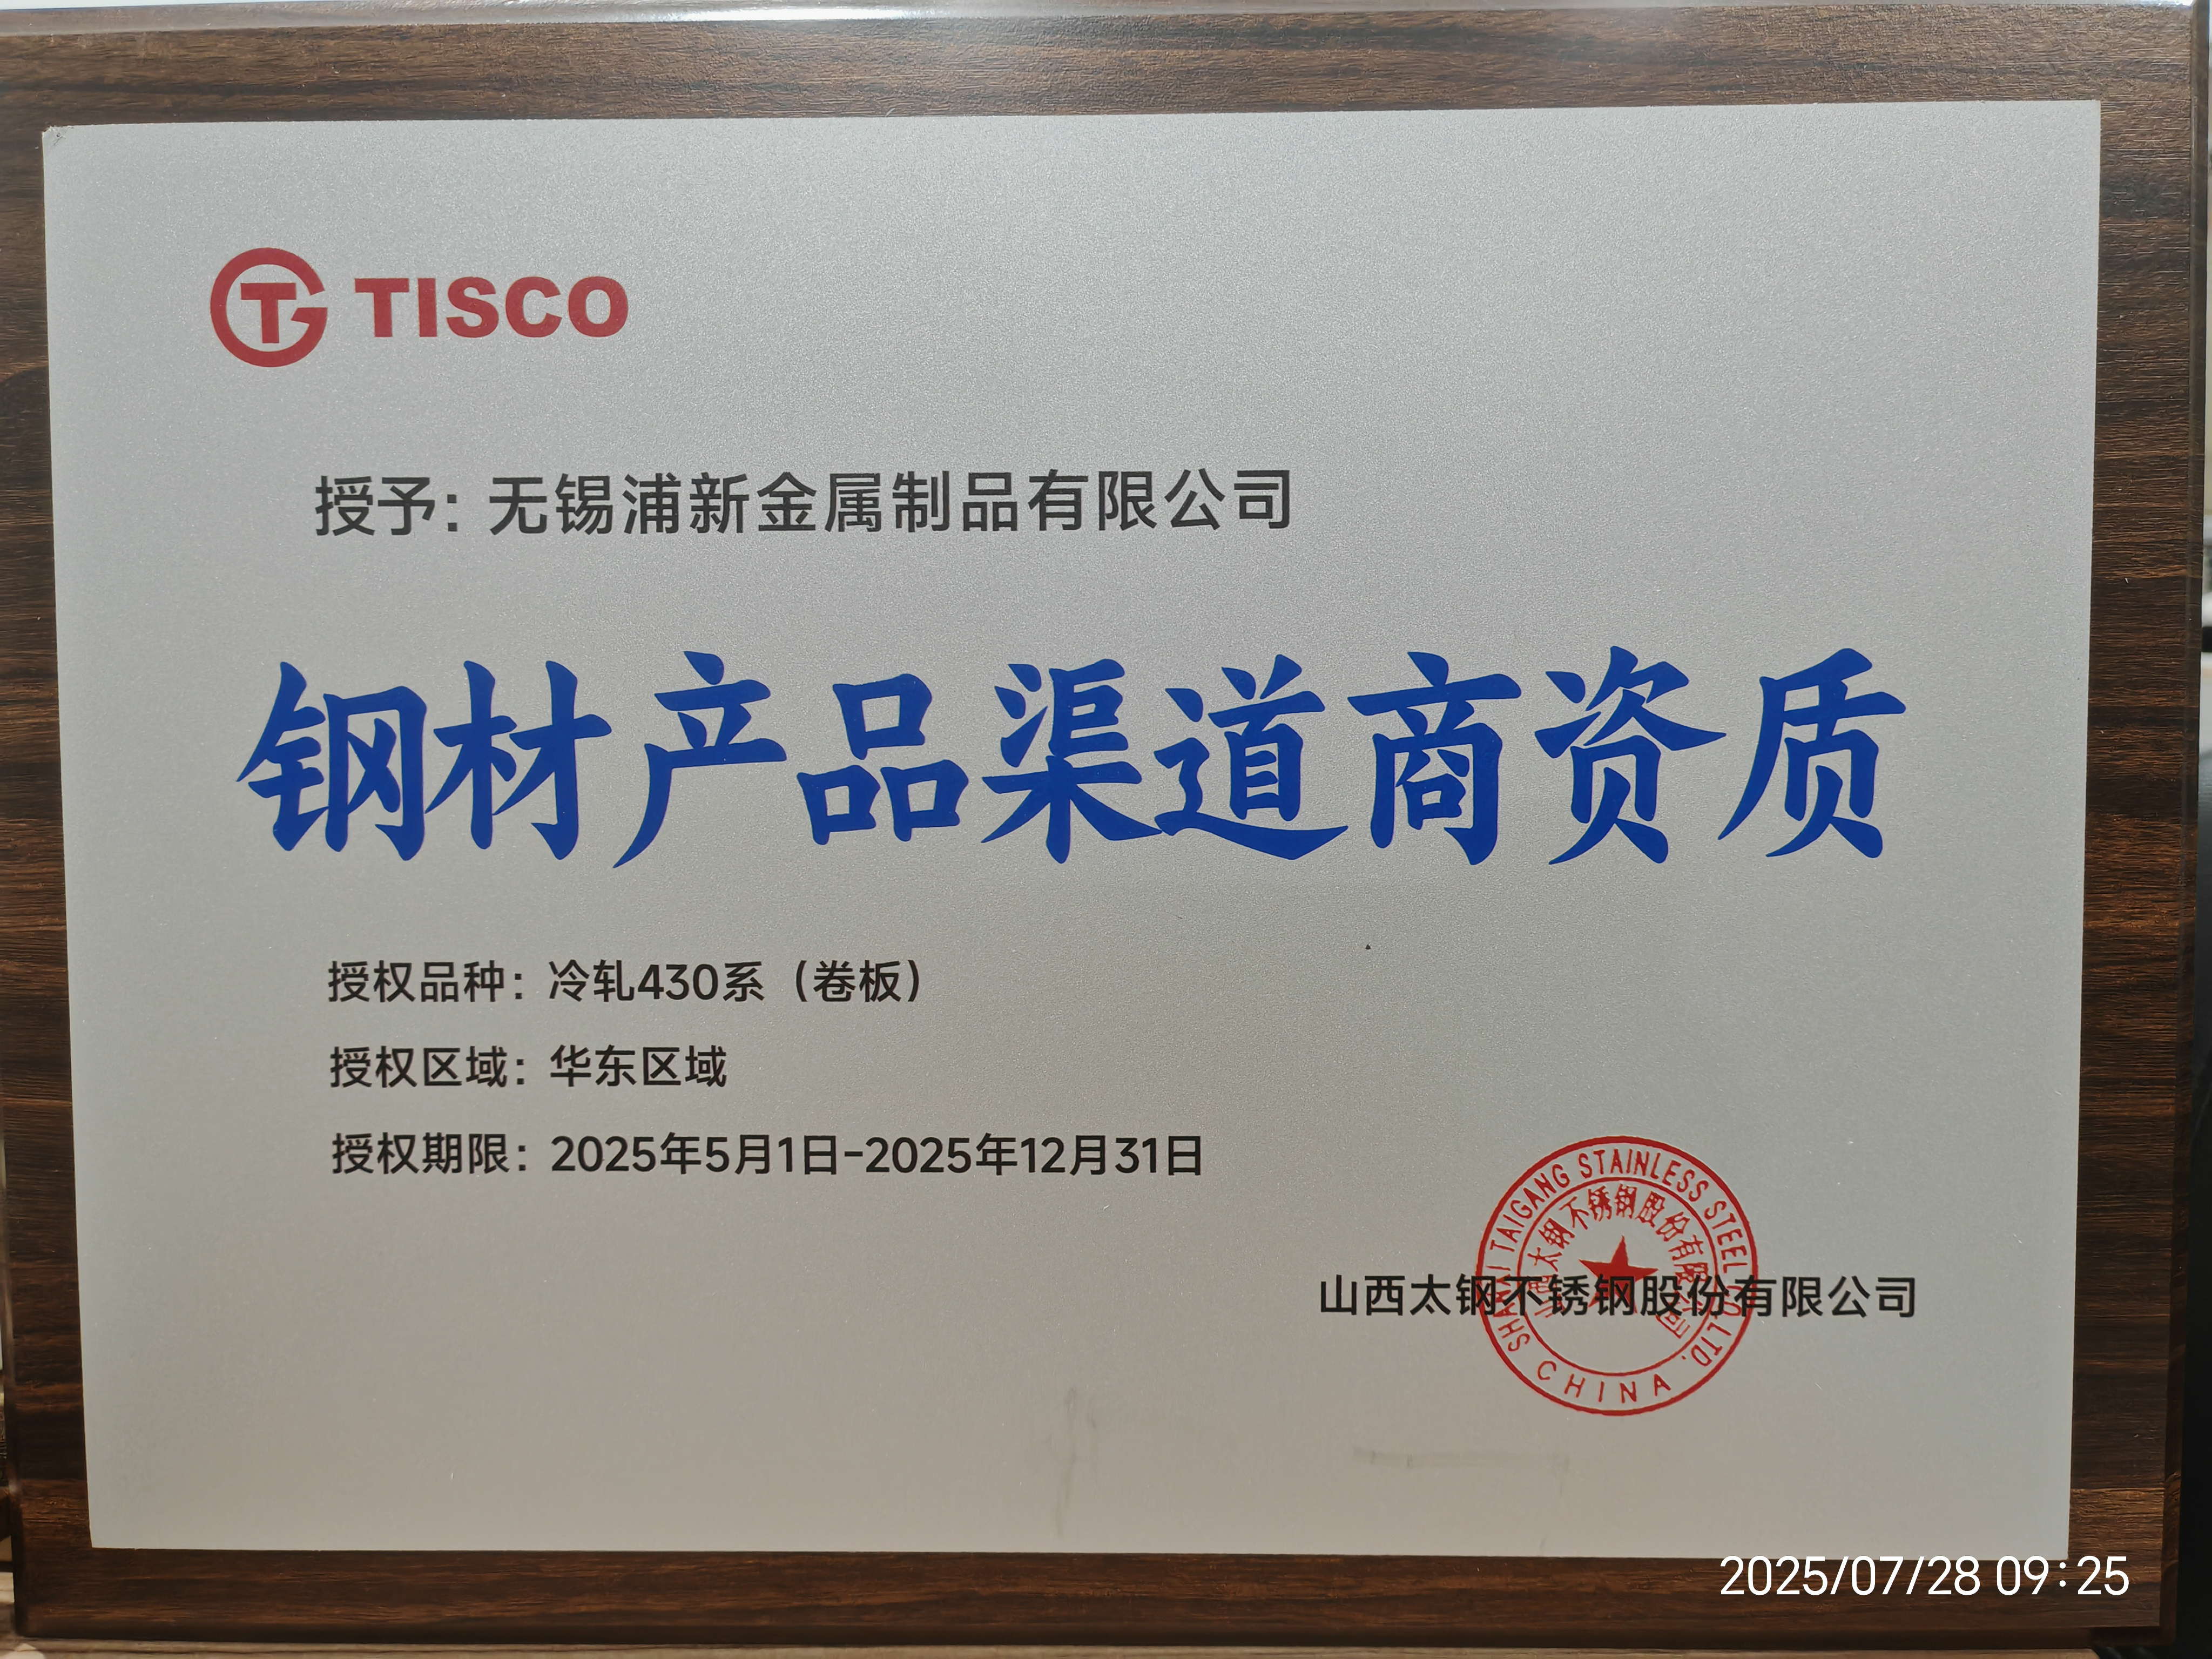 TG TISCO
授予: 无锡浦新金属制品有限公司
钢材产品渠道商资质
授权品种: 冷轧430系（卷板）
授权区域: 华东区域
授权期限: 2025年5月1日-2025年12月31日
SHANXI TAIGANG STAINLESS STEEL CO.,LTD.
山西太钢不锈钢股份有限公司
山西太钢不锈钢股份有限公司
CHINA
2025/07/28 09:25